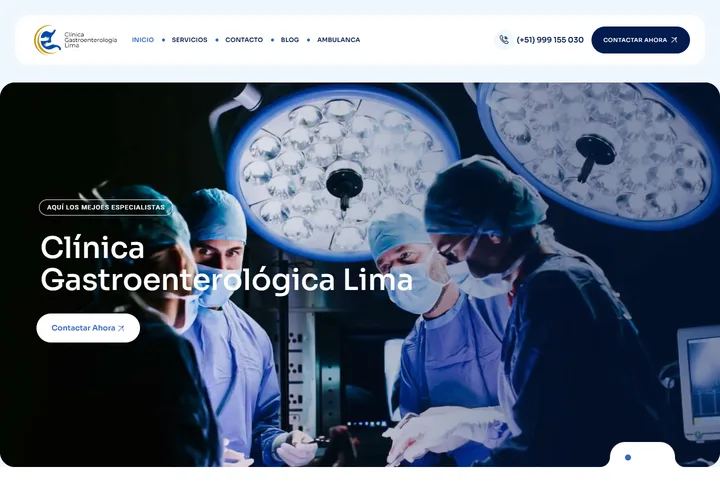 Clínica
Gastroenterología
Lima
INICIO
SERVICIOS
CONTACTO
BLOG
AMBULANCA
(+51) 999 155 030
CONTACTAR AHORA
AQUÍ LOS MEJOES ESPECIALISTAS
Clínica
Gastroenterológica Lima
Contactar Ahora